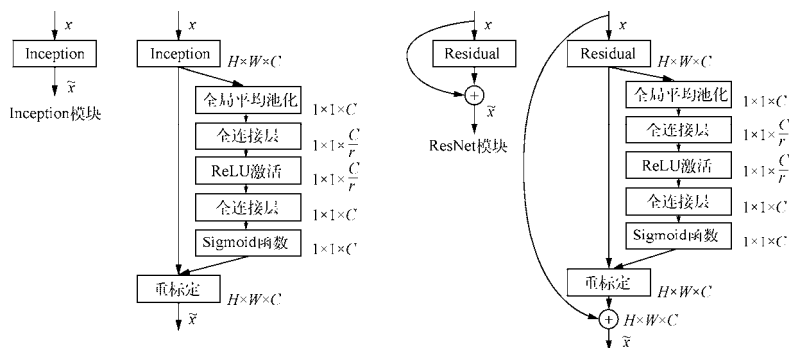 x
Inception
x̃
Inception模块
x
Inception
H×W×C
全局平均池化
1×1×C
全连接层
1×1×C/r
ReLU激活
1×1×C/r
全连接层
1×1×C
Sigmoid函数
1×1×C
重标定
H×W×C
x̃
x
Residual
+
x̃
ResNet模块
x
Residual
H×W×C
全局平均池化
1×1×C
全连接层
1×1×C/r
ReLU激活
1×1×C/r
全连接层
1×1×C
Sigmoid函数
1×1×C
重标定
H×W×C
+
H×W×C
x̃